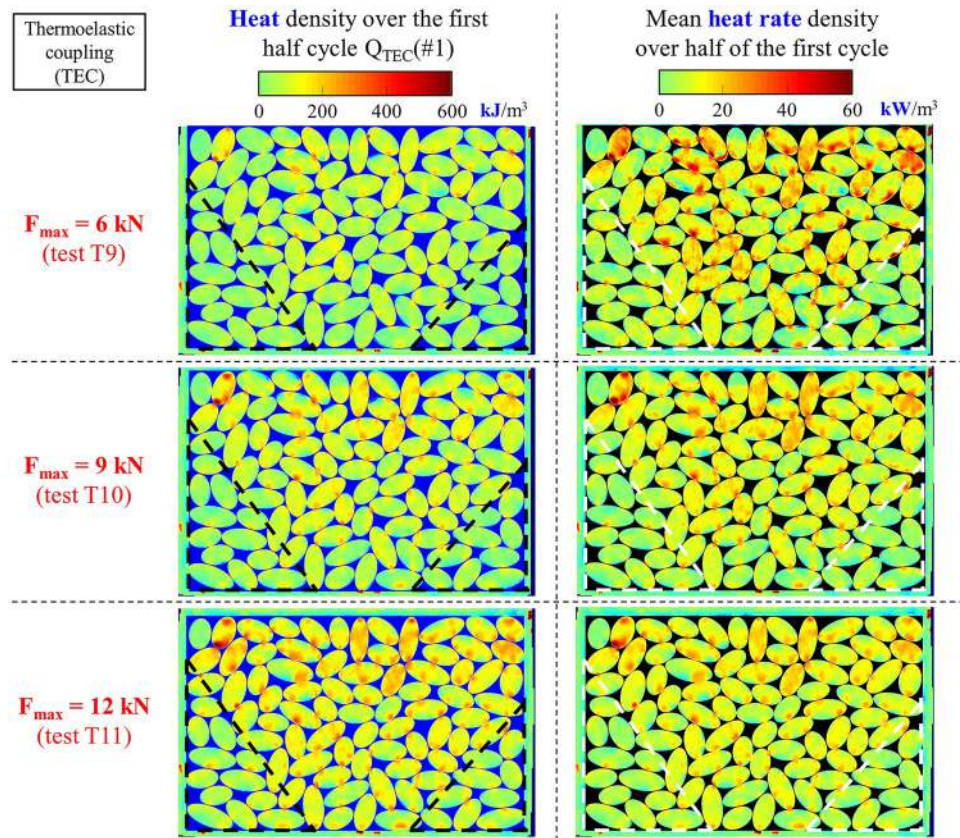 Thermoelastic
coupling
(TEC)
Heat density over the first
half cycle Q_TEC(#1)
0 200 400 600 kJ/m³
Mean heat rate density
over half of the first cycle
0 20 40 60 kW/m³
F_max = 6 kN
(test T9)
F_max = 9 kN
(test T10)
F_max = 12 kN
(test T11)